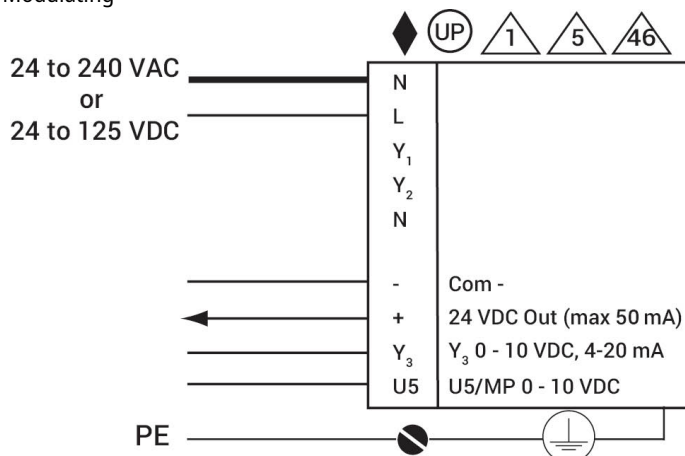 Modulating
UP 1 5 46
24 to 240 VAC
or
24 to 125 VDC
N
L
Y1
Y2
N
- Com -
+ 24 VDC Out (max 50 mA)
Y3 Y3 0 - 10 VDC, 4-20 mA
U5 U5/MP 0 - 10 VDC
PE